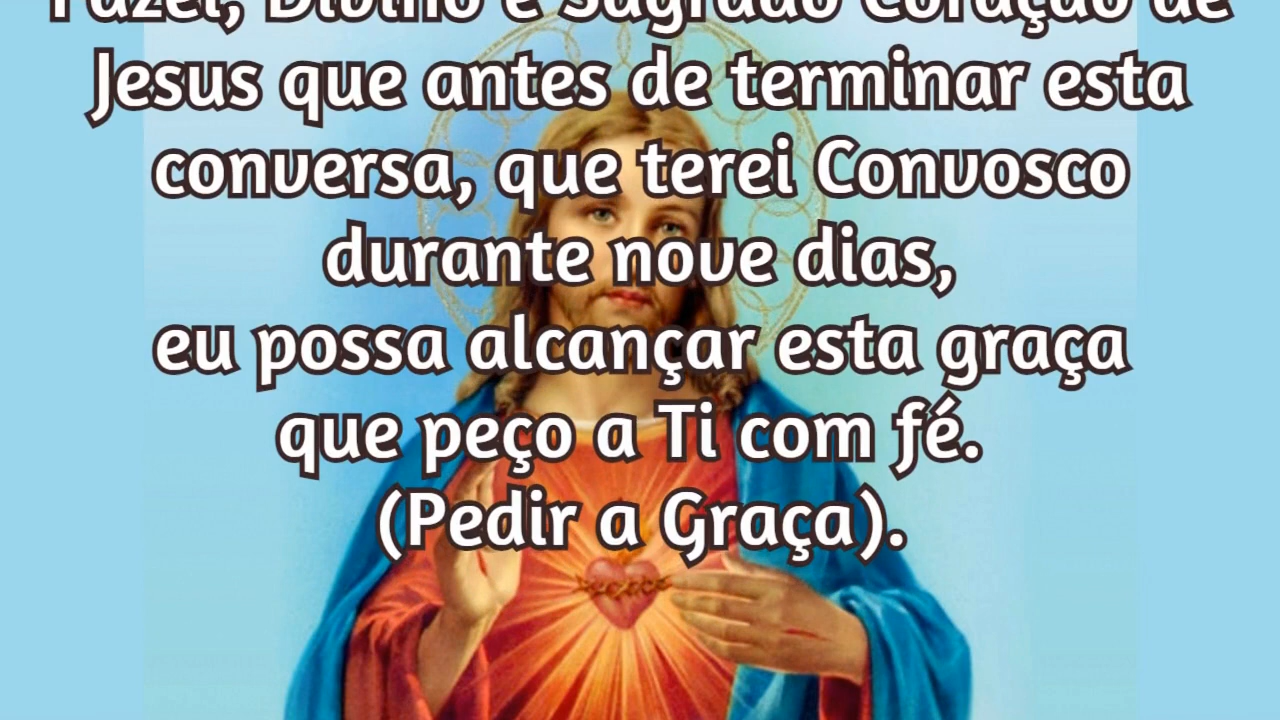 Fazei, Divino e Sagrado Coração de
Jesus que antes de terminar esta
conversa, que terei Convosco
durante nove dias,
eu possa alcançar esta graça
que peço a Ti com fé.
(Pedir a Graça).